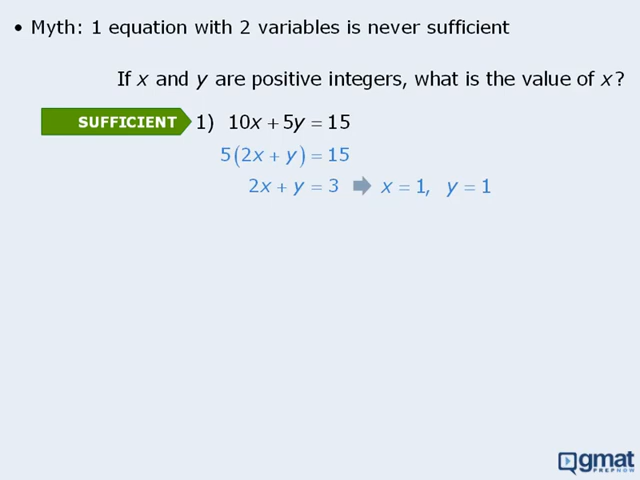 • Myth: 1 equation with 2 variables is never sufficient
If x and y are positive integers, what is the value of x?
SUFFICIENT 1) 10x + 5y = 15
5(2x + y) = 15
2x + y = 3 ➡ x = 1, y = 1
gmat
PREPNOW